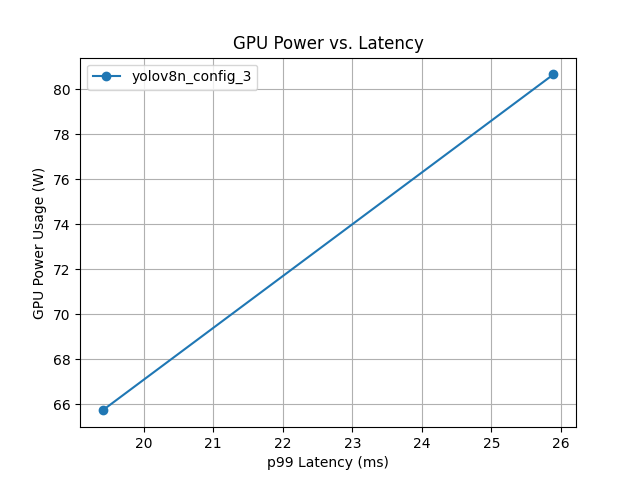 GPU Power vs. Latency
yolov8n_config_3
GPU Power Usage (W)
80
78
76
74
72
70
68
66
20 21 22 23 24 25 26
p99 Latency (ms)